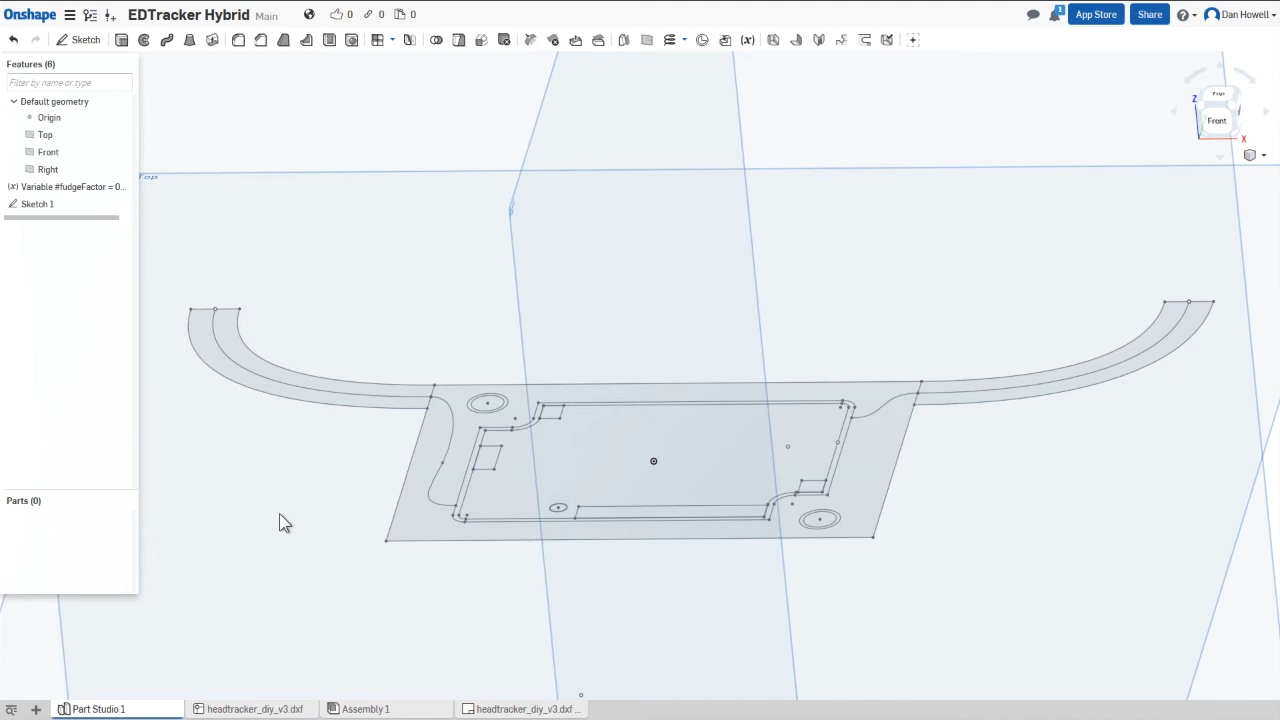 Onshape EDTracker Hybrid Main 0 0 0 1 App Store Share Dan Howell
Sketch (x)
Features (6)
Filter by name or type
Default geometry
Origin
Top
Front
Right
(x) Variable #fudgeFactor = 0...
Sketch 1
Parts (0)
Top
Top
Z
Front
X
Part Studio 1 headtracker_diy_v3.dxf Assembly 1 headtracker_diy_v3.dxf ...